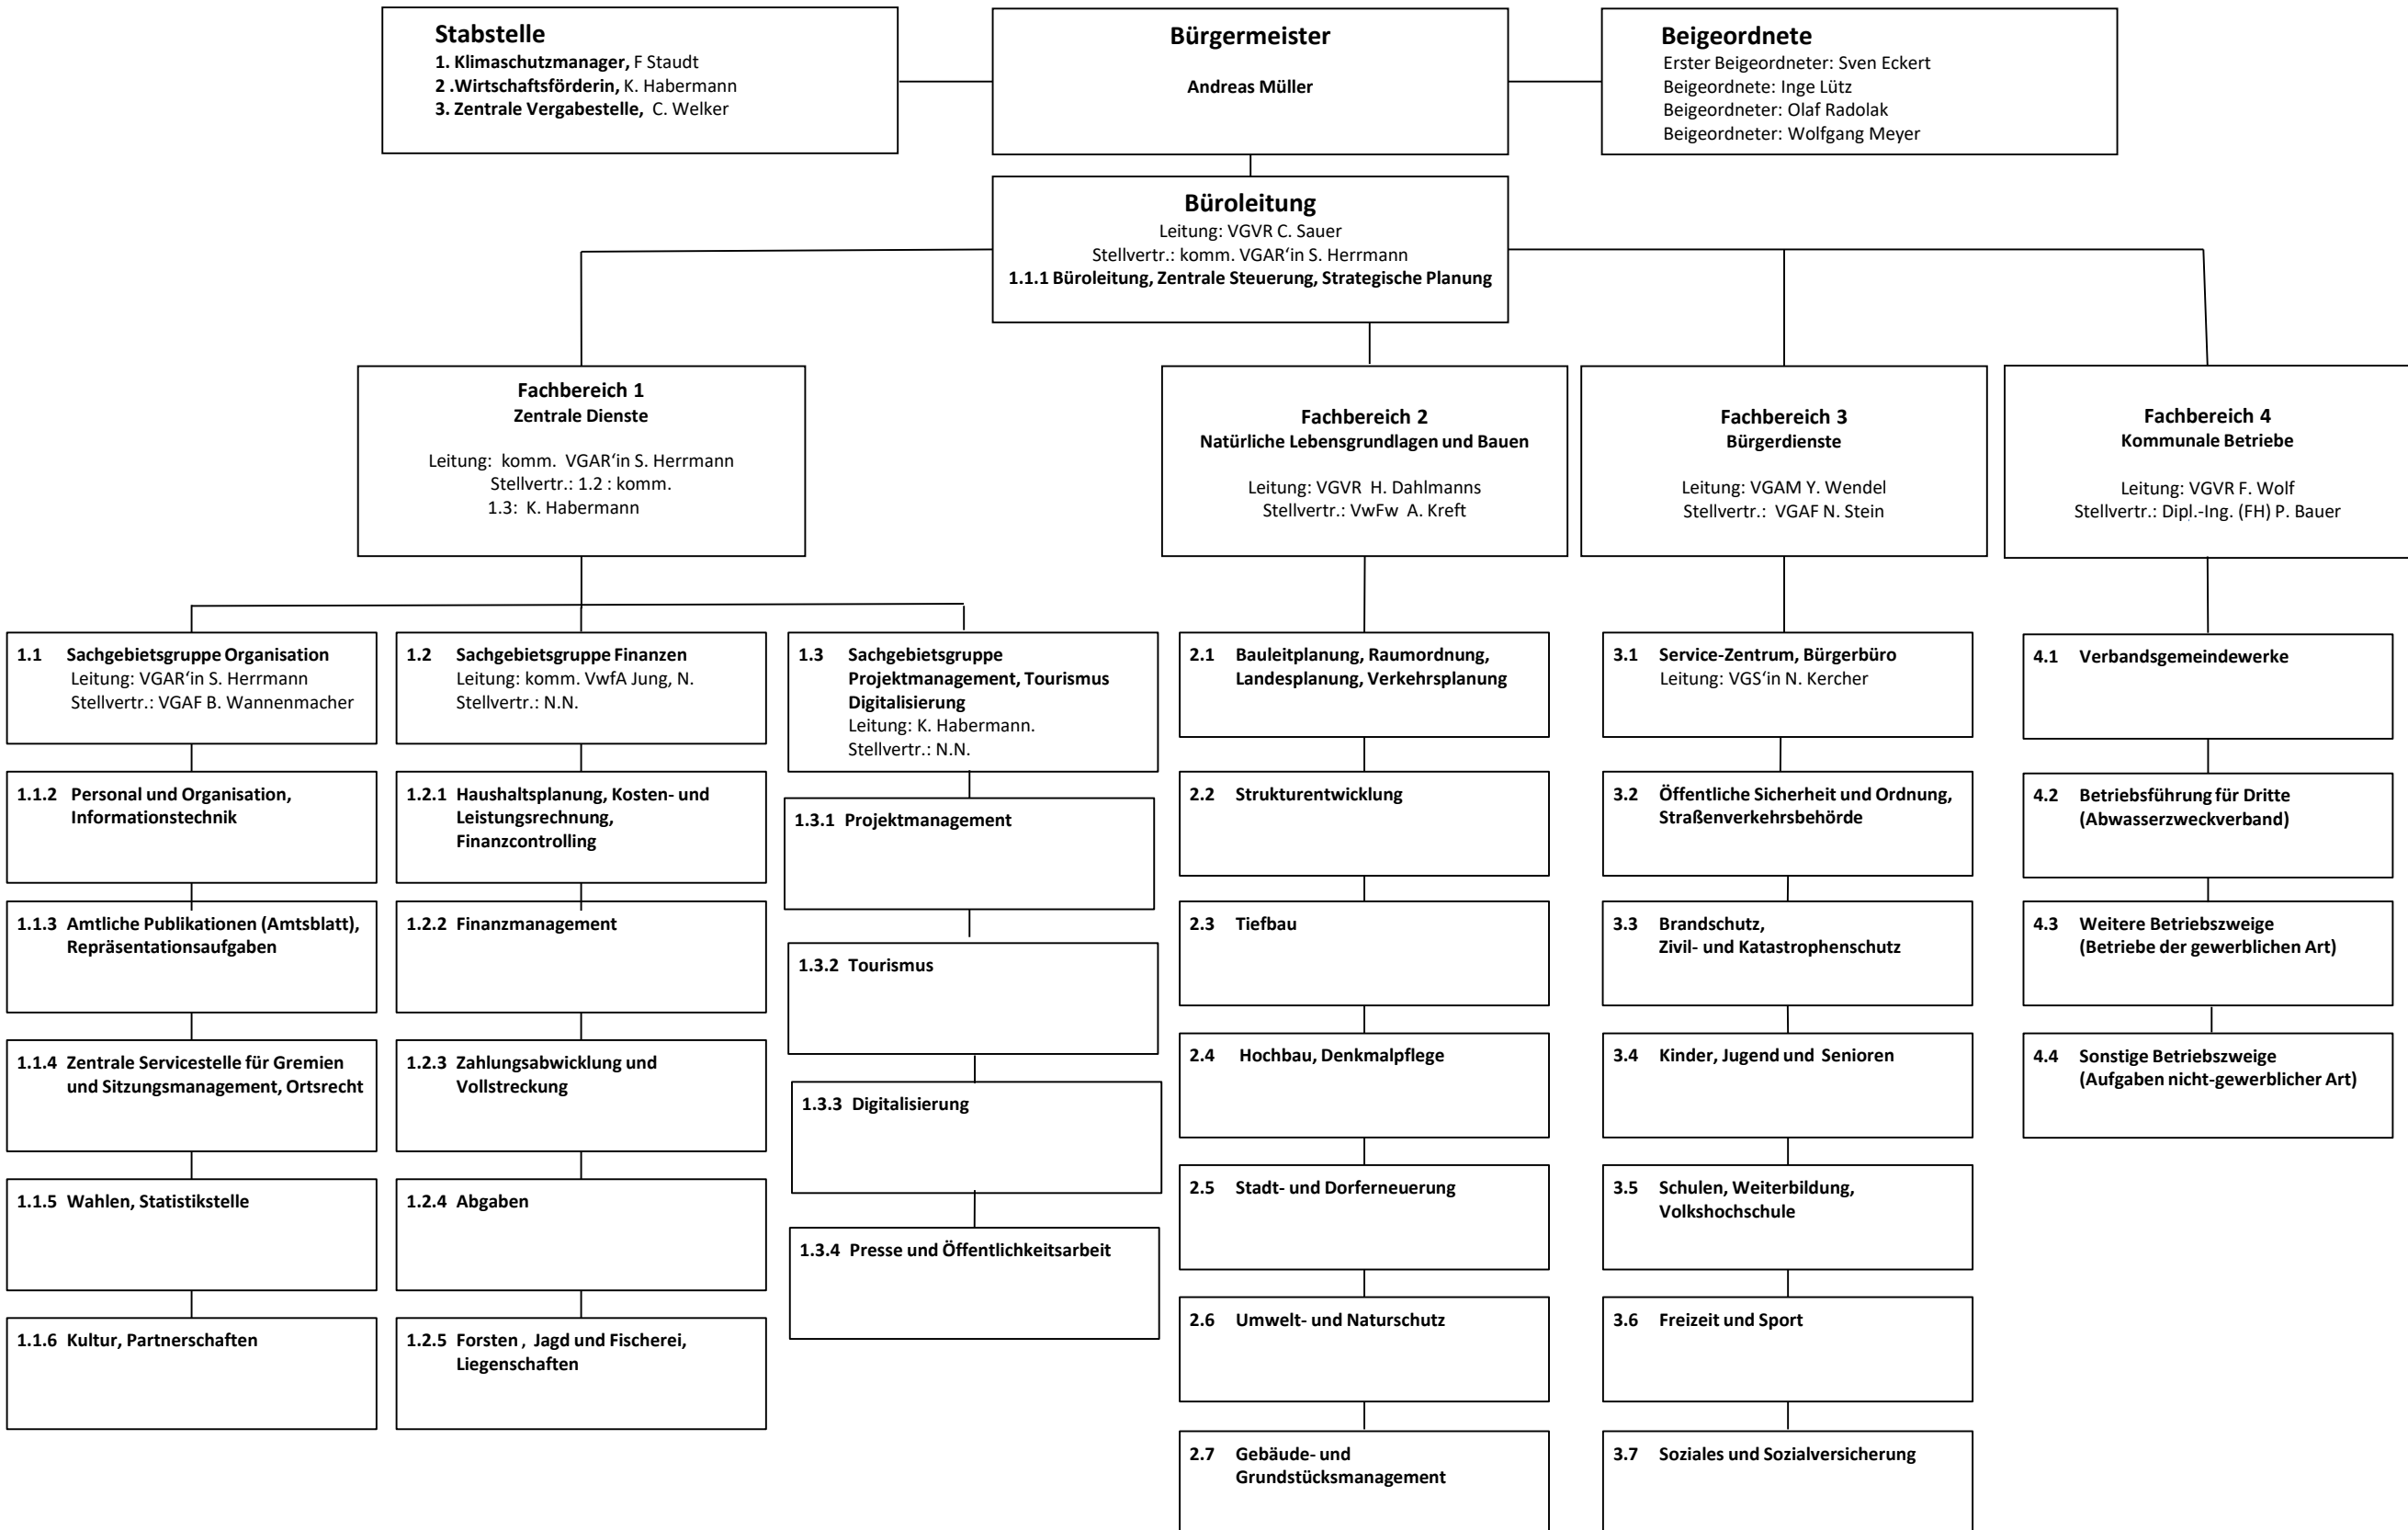 Stabstelle
1. Klimaschutzmanager, F Staudt
2 .Wirtschaftsförderin, K. Habermann
3. Zentrale Vergabestelle, C. Welker
Bürgermeister
Andreas Müller
Beigeordnete
Erster Beigeordneter: Sven Eckert
Beigeordnete: Inge Lütz
Beigeordneter: Olaf Radolak
Beigeordneter: Wolfgang Meyer
Büroleitung
Leitung: VGVR C. Sauer
Stellvertr.: komm. VGAR‘in S. Herrmann
1.1.1 Büroleitung, Zentrale Steuerung, Strategische Planung
Fachbereich 1
Zentrale Dienste
Leitung: komm. VGAR‘in S. Herrmann
Stellvertr.: 1.2 : komm.
1.3: K. Habermann
Fachbereich 2
Natürliche Lebensgrundlagen und Bauen
Leitung: VGVR H. Dahlmanns
Stellvertr.: VwFw A. Kreft
Fachbereich 3
Bürgerdienste
Leitung: VGAM Y. Wendel
Stellvertr.: VGAF N. Stein
Fachbereich 4
Kommunale Betriebe
Leitung: VGVR F. Wolf
Stellvertr.: Dipl.-Ing. (FH) P. Bauer
1.1 Sachgebietsgruppe Organisation
Leitung: VGAR‘in S. Herrmann
Stellvertr.: VGAF B. Wannenmacher
1.1.2 Personal und Organisation,
Informationstechnik
1.1.3 Amtliche Publikationen (Amtsblatt),
Repräsentationsaufgaben
1.1.4 Zentrale Servicestelle für Gremien
und Sitzungsmanagement, Ortsrecht
1.1.5 Wahlen, Statistikstelle
1.1.6 Kultur, Partnerschaften
1.2 Sachgebietsgruppe Finanzen
Leitung: komm. VwfA Jung, N.
Stellvertr.: N.N.
1.2.1 Haushaltsplanung, Kosten- und
Leistungsrechnung,
Finanzcontrolling
1.2.2 Finanzmanagement
1.2.3 Zahlungsabwicklung und
Vollstreckung
1.2.4 Abgaben
1.2.5 Forsten , Jagd und Fischerei,
Liegenschaften
1.3 Sachgebietsgruppe
Projektmanagement, Tourismus
Digitalisierung
Leitung: K. Habermann.
Stellvertr.: N.N.
1.3.1 Projektmanagement
1.3.2 Tourismus
1.3.3 Digitalisierung
1.3.4 Presse und Öffentlichkeitsarbeit
2.1 Bauleitplanung, Raumordnung,
Landesplanung, Verkehrsplanung
2.2 Strukturentwicklung
2.3 Tiefbau
2.4 Hochbau, Denkmalpflege
2.5 Stadt- und Dorferneuerung
2.6 Umwelt- und Naturschutz
2.7 Gebäude- und
Grundstücksmanagement
3.1 Service-Zentrum, Bürgerbüro
Leitung: VGS‘in N. Kercher
3.2 Öffentliche Sicherheit und Ordnung,
Straßenverkehrsbehörde
3.3 Brandschutz,
Zivil- und Katastrophenschutz
3.4 Kinder, Jugend und Senioren
3.5 Schulen, Weiterbildung,
Volkshochschule
3.6 Freizeit und Sport
3.7 Soziales und Sozialversicherung
4.1 Verbandsgemeindewerke
4.2 Betriebsführung für Dritte
(Abwasserzweckverband)
4.3 Weitere Betriebszweige
(Betriebe der gewerblichen Art)
4.4 Sonstige Betriebszweige
(Aufgaben nicht-gewerblicher Art)